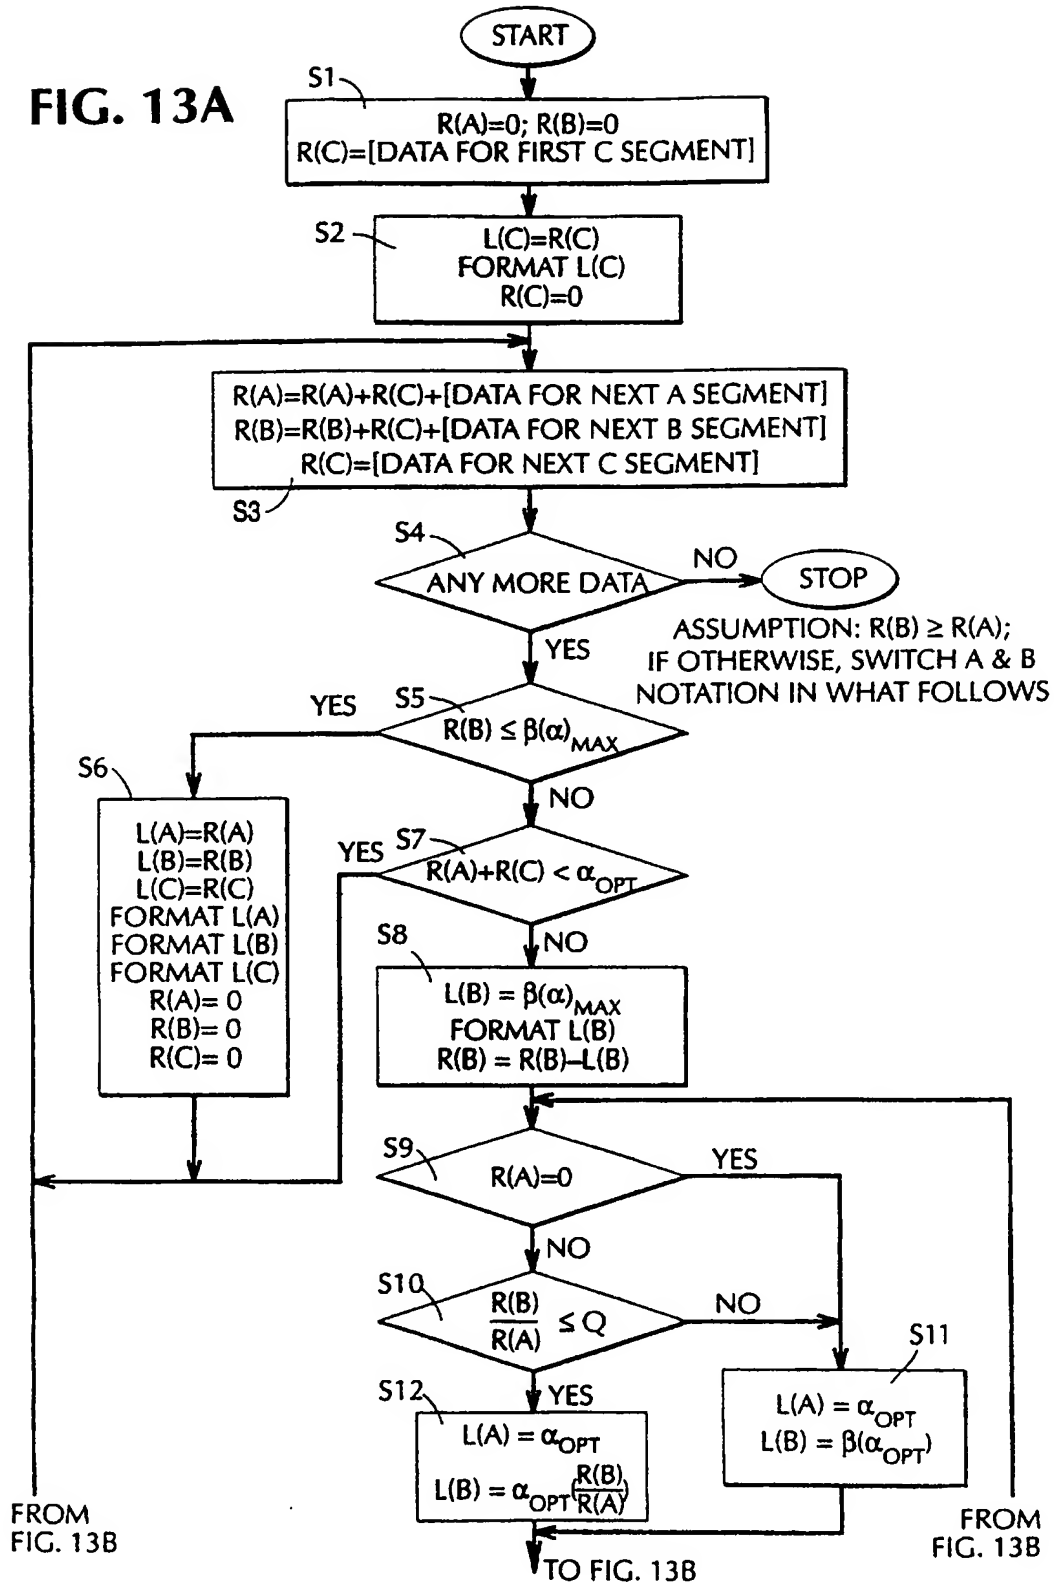 START
FIG. 13A
S1
R(A)=0; R(B)=0
R(C)=[DATA FOR FIRST C SEGMENT]
S2
L(C)=R(C)
FORMAT L(C)
R(C)=0
R(A)=R(A)+R(C)+[DATA FOR NEXT A SEGMENT]
R(B)=R(B)+R(C)+[DATA FOR NEXT B SEGMENT]
R(C)=[DATA FOR NEXT C SEGMENT]
S3
S4
ANY MORE DATA
NO
STOP
YES
ASSUMPTION: R(B) ≥ R(A);
IF OTHERWISE, SWITCH A & B
NOTATION IN WHAT FOLLOWS
S5
YES
R(B) ≤ β(α)MAX
NO
S6
L(A)=R(A)
L(B)=R(B)
L(C)=R(C)
FORMAT L(A)
FORMAT L(B)
FORMAT L(C)
R(A)= 0
R(B)= 0
R(C)= 0
S7
YES
R(A)+R(C) < αOPT
NO
S8
L(B) = β(α)MAX
FORMAT L(B)
R(B) = R(B)–L(B)
S9
R(A)=0
YES
NO
S10
R(B)
R(A) ≤ Q
NO
YES
S11
L(A) = αOPT
L(B) = β(αOPT)
S12
L(A) = αOPT
L(B) = αOPT(R(B)/R(A))
FROM
FIG. 13B
FROM
FIG. 13B
TO FIG. 13B